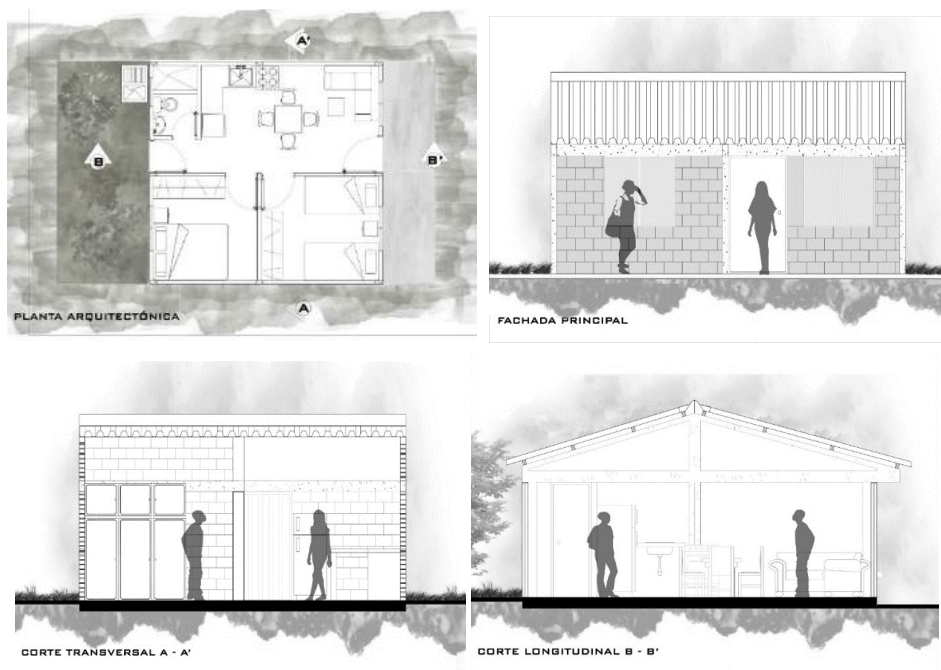 A'
B
B'
A
PLANTA ARQUITECTÓNICA
FACHADA PRINCIPAL
CORTE TRANSVERSAL A - A'
CORTE LONGITUDINAL B - B'